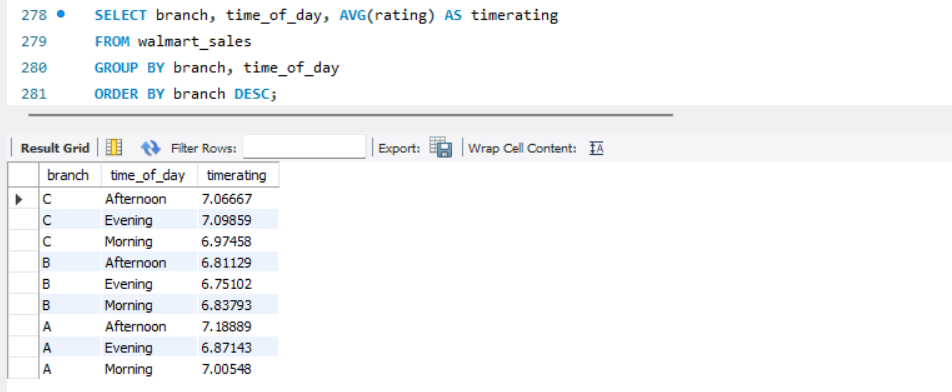 278 SELECT branch, time_of_day, AVG(rating) AS timerating
279 FROM walmart_sales
280 GROUP BY branch, time_of_day
281 ORDER BY branch DESC;
Result Grid Filter Rows: Export: Wrap Cell Content: IA
branch time_of_day timerating
C Afternoon 7.06667
C Evening 7.09859
C Morning 6.97458
B Afternoon 6.81129
B Evening 6.75102
B Morning 6.83793
A Afternoon 7.18889
A Evening 6.87143
A Morning 7.00548